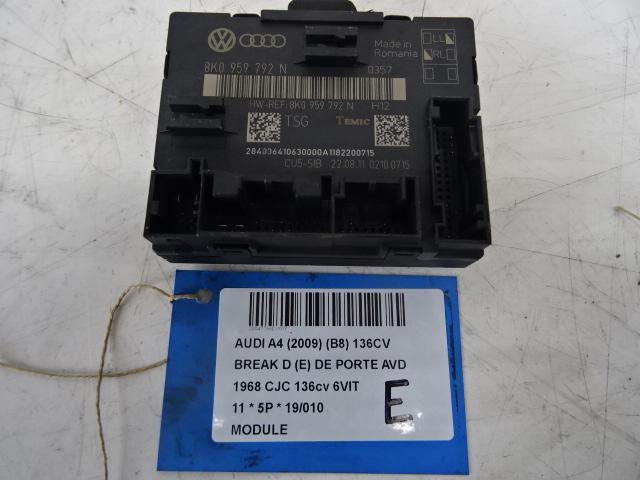 Made in
Romania
LL
RL
8K0 959 792 N
0357
HW-REF: 8K0 959 792 N H12
TSG
TEMIC
284036410630000A1182200715
CU5-SIB 22.08.11 0210 0715
AUDI A4 (2009) (B8) 136CV
BREAK D (E) DE PORTE AVD
1968 CJC 136cv 6VIT
11 * 5P * 19/010
MODULE
E